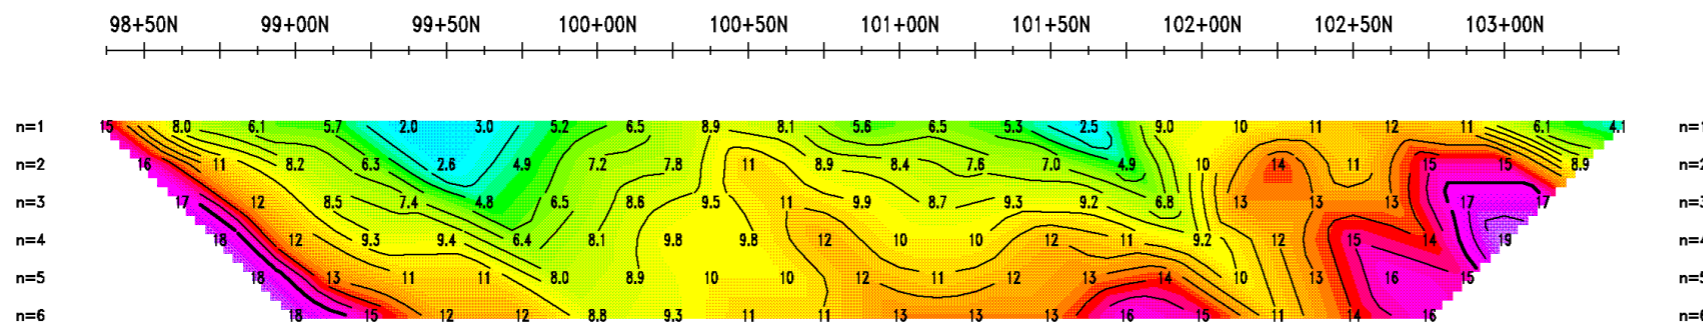 98+50N 99+00N 99+50N 100+00N 100+50N 101+00N 101+50N 102+00N 102+50N 103+00N
n=1 15 8.0 6.1 5.7 2.0 3.0 5.2 6.5 8.9 8.1 5.6 6.5 5.3 2.5 9.0 10 11 12 11 6.1 4.1 n=1
n=2 16 11 8.2 6.3 2.6 4.9 7.2 7.8 11 8.9 8.4 7.6 7.0 4.9 10 14 11 15 15 8.9 n=2
n=3 17 12 8.5 7.4 4.8 6.5 8.6 9.5 11 9.9 8.7 9.3 9.2 6.8 13 13 13 17 17 n=3
n=4 18 12 9.3 9.4 6.4 8.1 9.8 9.8 12 10 10 12 11 9.2 12 15 14 19 n=4
n=5 18 13 11 11 8.0 8.9 10 10 12 11 12 13 14 10 13 16 15 n=5
n=6 18 15 12 12 8.8 9.3 11 11 13 13 13 16 15 11 14 16 n=6